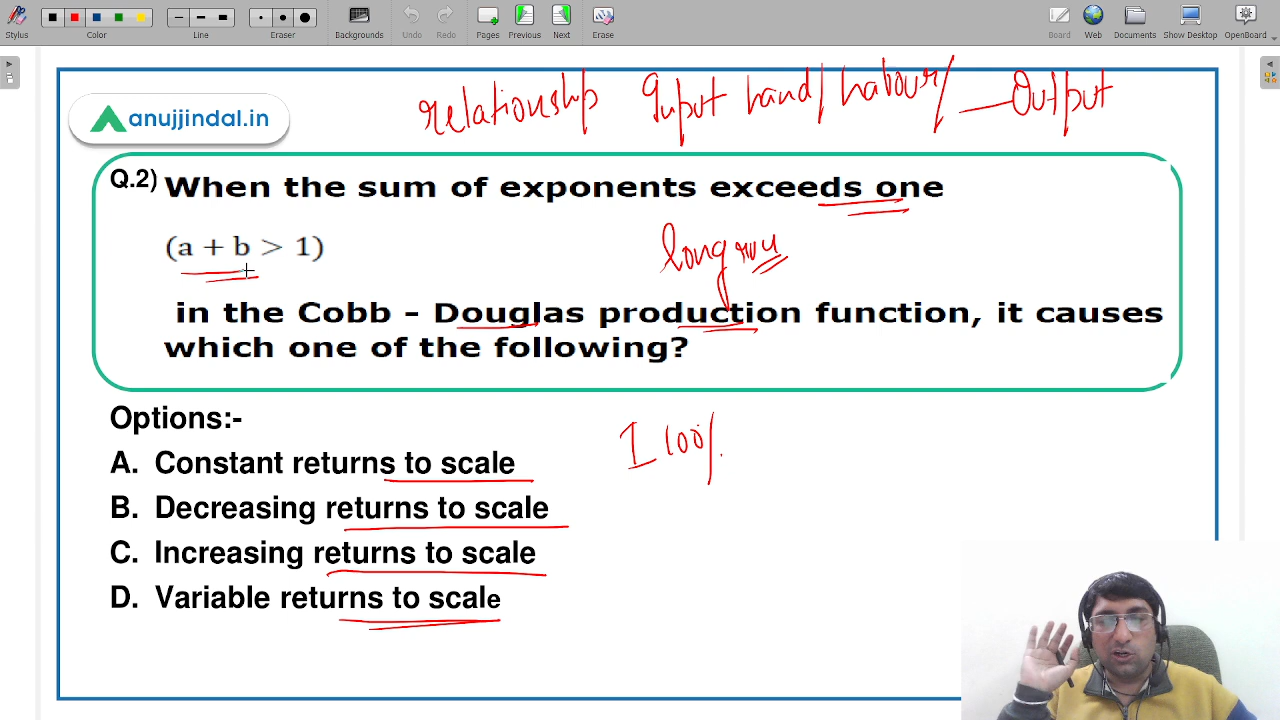 Stylus Color Line Eraser Backgrounds Undo Redo Pages Previous Next Erase Board Web Documents Show Desktop OpenBoard
relationship Input Land/Labour/ — Output
anujjindal.in
Q.2) When the sum of exponents exceeds one
(a + b > 1)
long run
in the Cobb - Douglas production function, it causes
which one of the following?
Options:-
A. Constant returns to scale
I 100%
B. Decreasing returns to scale
C. Increasing returns to scale
D. Variable returns to scale